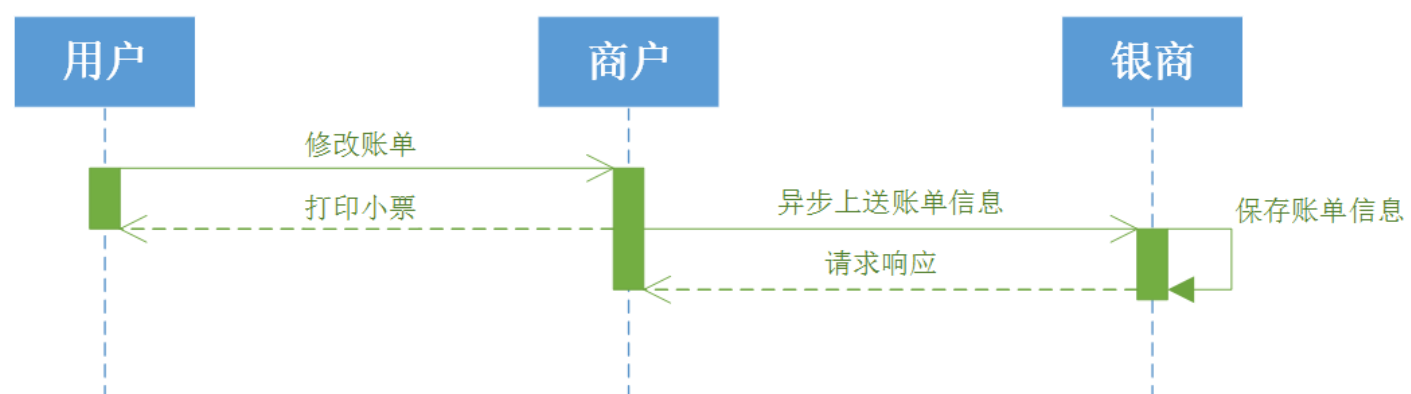 用户
商户
银商
修改账单
打印小票
异步上送账单信息
保存账单信息
请求响应